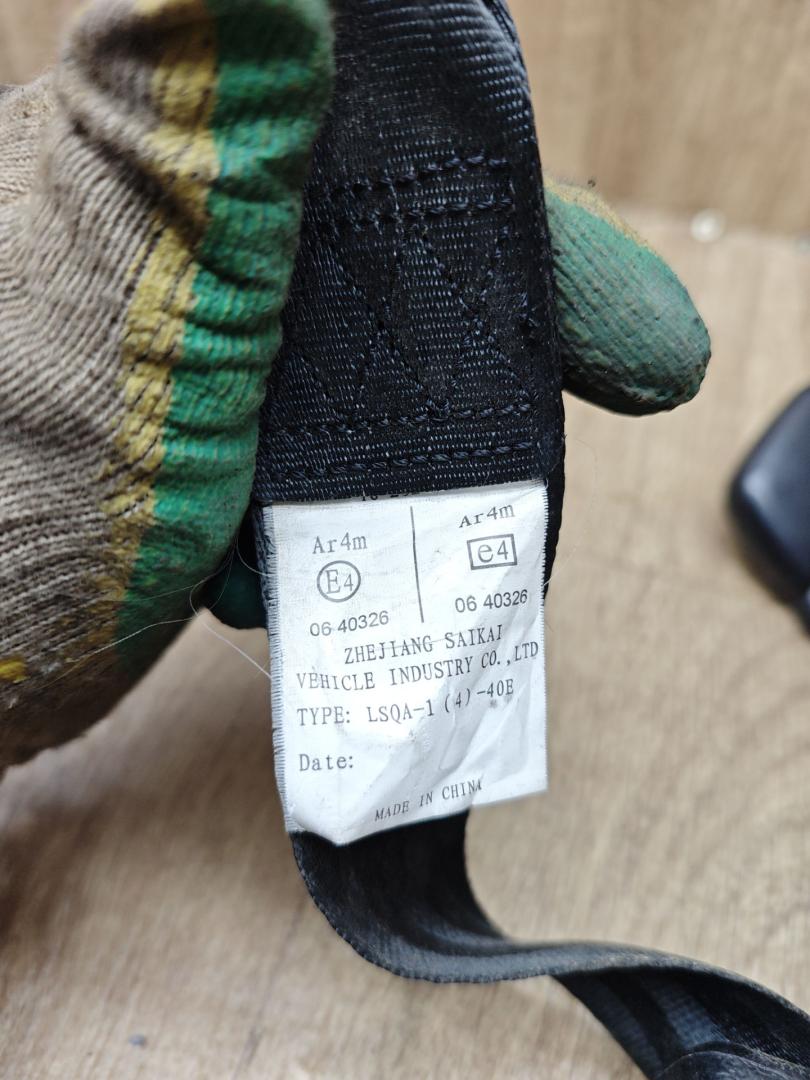 Ar4m
E4
06 40326
Ar4m
e4
06 40326
ZHEJIANG SAIKAI
VEHICLE INDUSTRY CO.,LTD
TYPE: LSQA-1(4)-40E
Date:
MADE IN CHINA